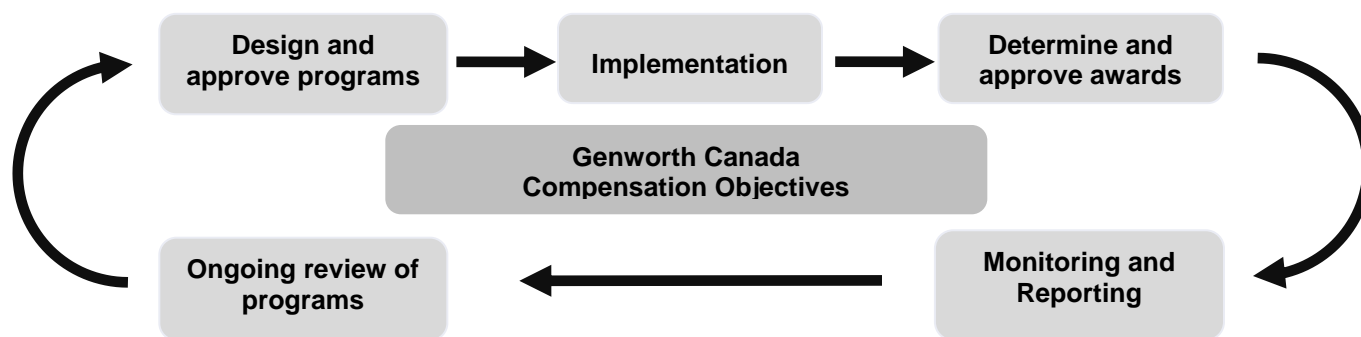 Design and
approve programs
Implementation
Determine and
approve awards
Genworth Canada
Compensation Objectives
Ongoing review of
programs
Monitoring and
Reporting